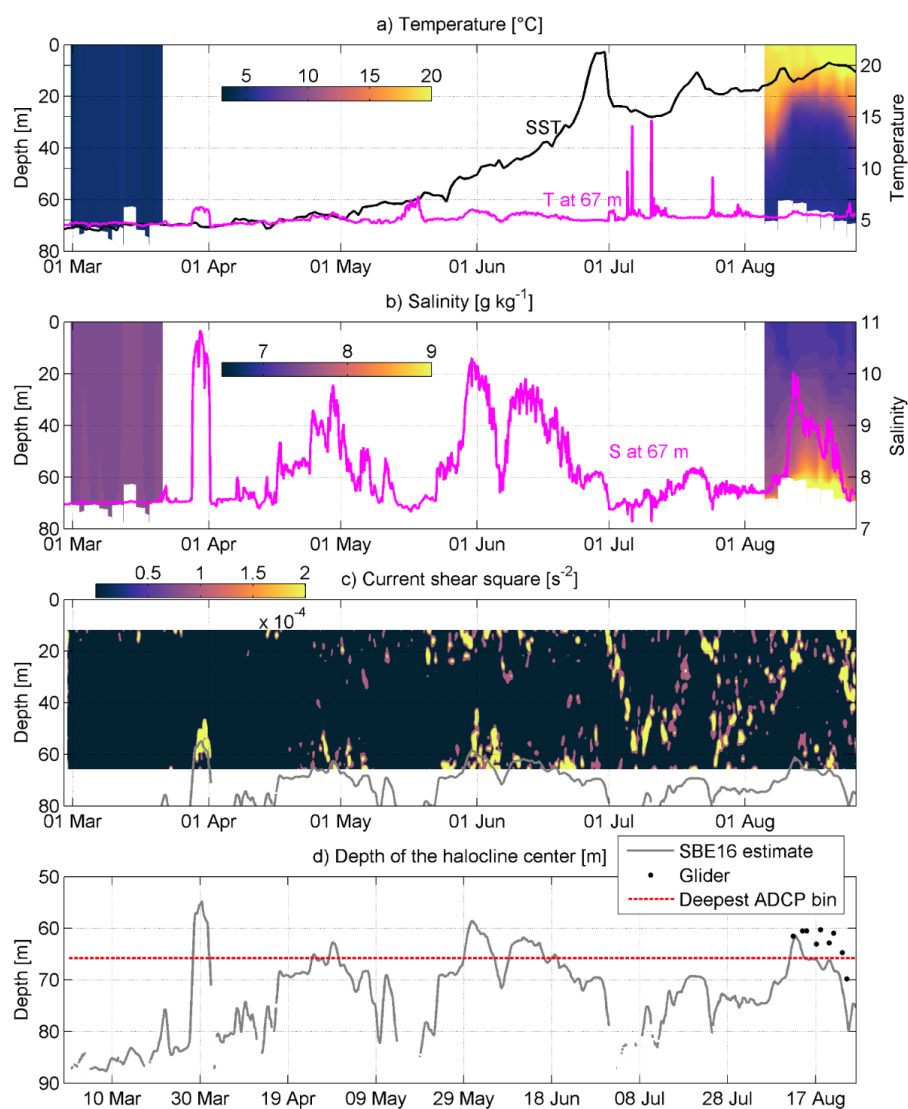 a) Temperature [°C]
5 10 15 20
0
20
40
60
80
Depth [m]
20
15
10
5
Temperature
SST
T at 67 m
01 Mar 01 Apr 01 May 01 Jun 01 Jul 01 Aug
b) Salinity [g kg⁻¹]
7 8 9
0
20
40
60
80
Depth [m]
11
10
9
8
7
Salinity
S at 67 m
01 Mar 01 Apr 01 May 01 Jun 01 Jul 01 Aug
c) Current shear square [s⁻²]
0.5 1 1.5 2
x 10⁻⁴
0
20
40
60
80
Depth [m]
01 Mar 01 Apr 01 May 01 Jun 01 Jul 01 Aug
d) Depth of the halocline center [m]
SBE16 estimate
Glider
Deepest ADCP bin
50
60
70
80
90
Depth [m]
10 Mar 30 Mar 19 Apr 09 May 29 May 18 Jun 08 Jul 28 Jul 17 Aug